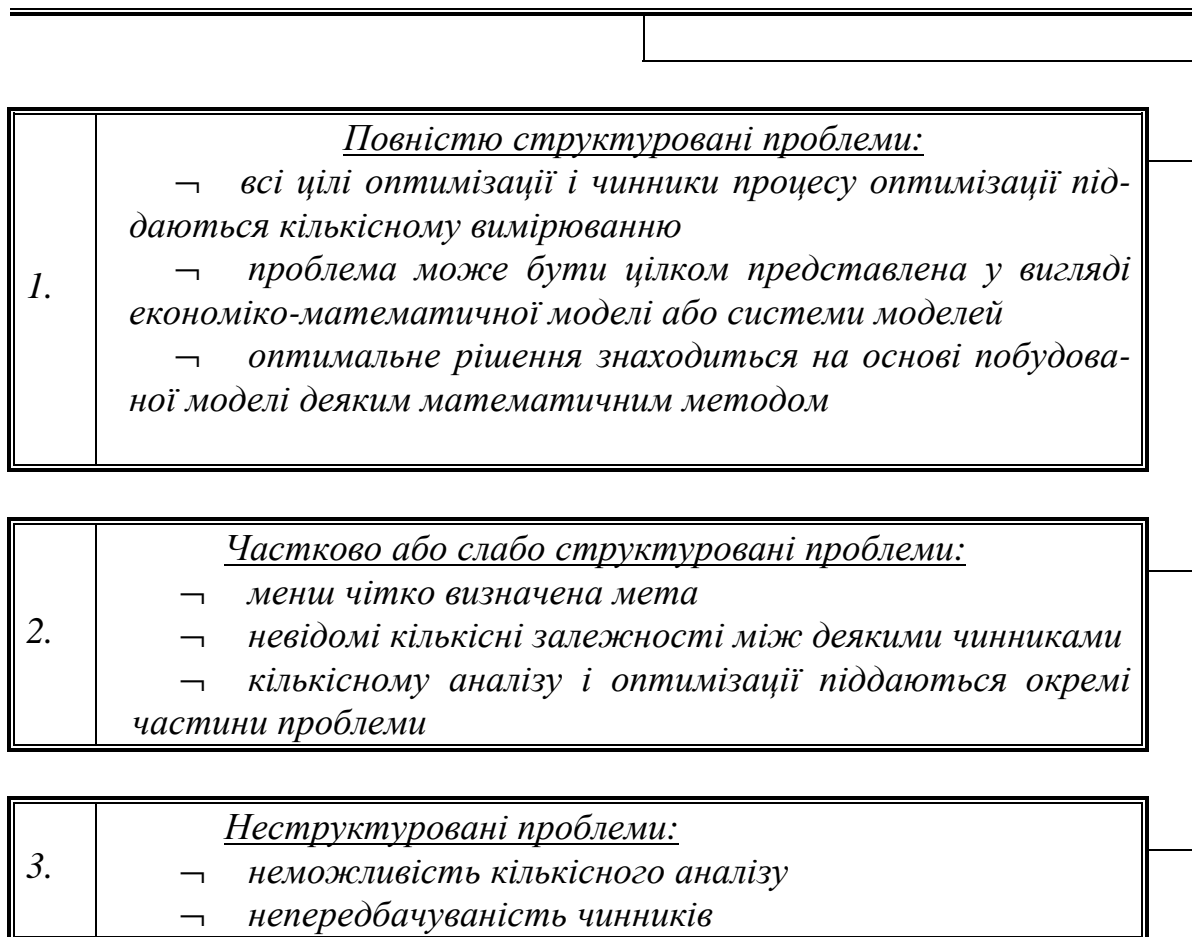 Повністю структуровані проблеми:
¬ всі цілі оптимізації і чинники процесу оптимізації під-
даються кількісному вимірюванню
¬ проблема може бути цілком представлена у вигляді
1.
економіко-математичної моделі або системи моделей
¬ оптимальне рішення знаходиться на основі побудова-
ної моделі деяким математичним методом
Частково або слабо структуровані проблеми:
¬ менш чітко визначена мета
2.
¬ невідомі кількісні залежності між деякими чинниками
¬ кількісному аналізу і оптимізації піддаються окремі
частини проблеми
Неструктуровані проблеми:
3.
¬ неможливість кількісного аналізу
¬ непередбачуваність чинників